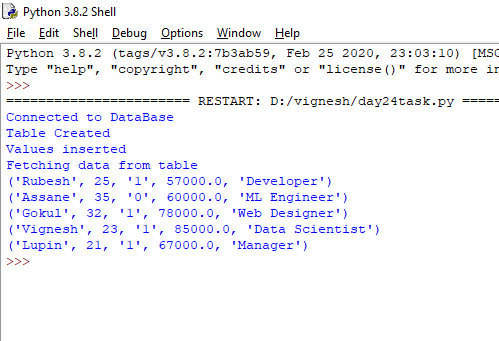 Python 3.8.2 Shell
File Edit Shell Debug Options Window Help
Python 3.8.2 (tags/v3.8.2:7b3ab59, Feb 25 2020, 23:03:10) [MSC
Type "help", "copyright", "credits" or "license()" for more in
>>>
======================= RESTART: D:/vignesh/day24task.py =====
Connected to DataBase
Table Created
Values inserted
Fetching data from table
('Rubesh', 25, '1', 57000.0, 'Developer')
('Assane', 35, '0', 60000.0, 'ML Engineer')
('Gokul', 32, '1', 78000.0, 'Web Designer')
('Vignesh', 23, '1', 85000.0, 'Data Scientist')
('Lupin', 21, '1', 67000.0, 'Manager')
>>>